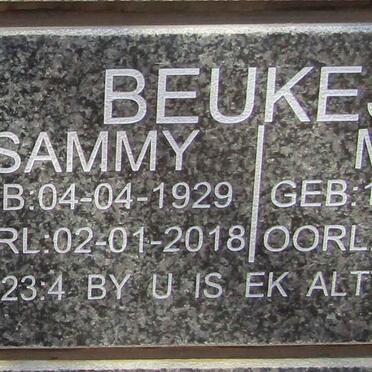 BEUKES
SAMMY
B:04-04-1929 GEB:1
RL:02-01-2018 OORL:
23:4 BY U IS EK ALT